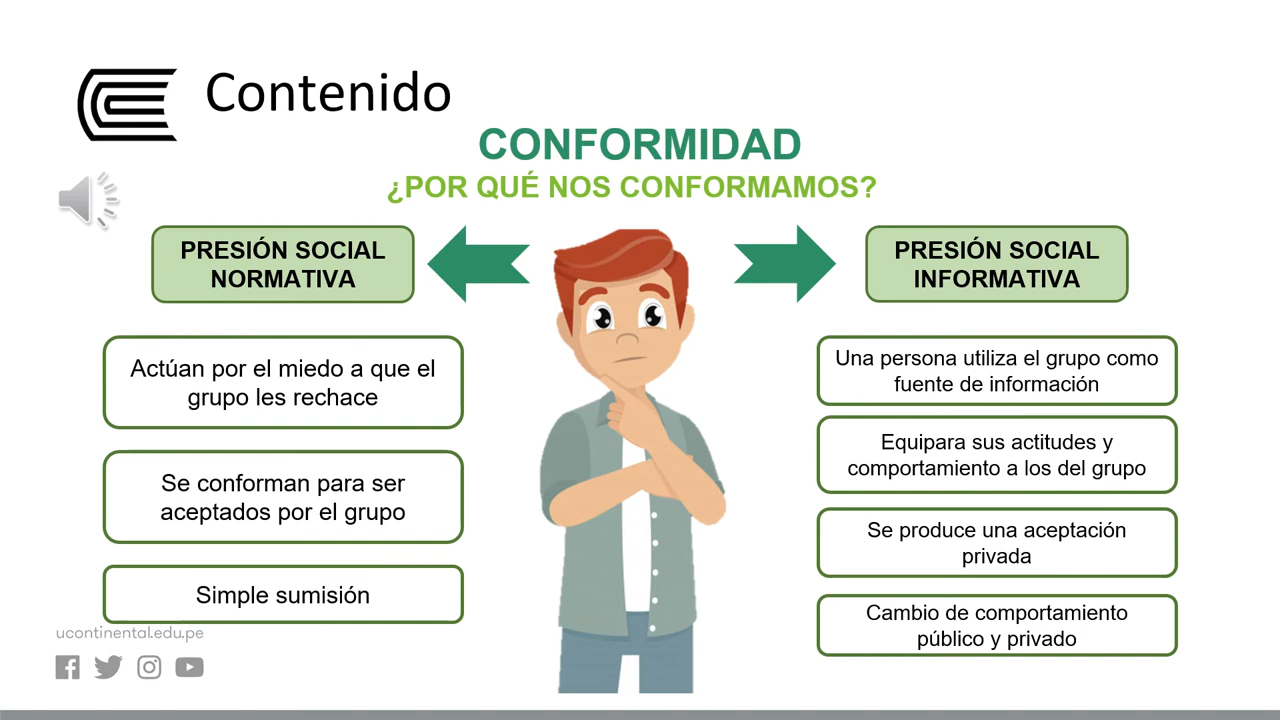 Contenido
CONFORMIDAD
¿POR QUÉ NOS CONFORMAMOS?
PRESIÓN SOCIAL
NORMATIVA
Actúan por el miedo a que el
grupo les rechace
Se conforman para ser
aceptados por el grupo
Simple sumisión
PRESIÓN SOCIAL
INFORMATIVA
Una persona utiliza el grupo como
fuente de información
Equipara sus actitudes y
comportamiento a los del grupo
Se produce una aceptación
privada
Cambio de comportamiento
público y privado
ucontinental.edu.pe